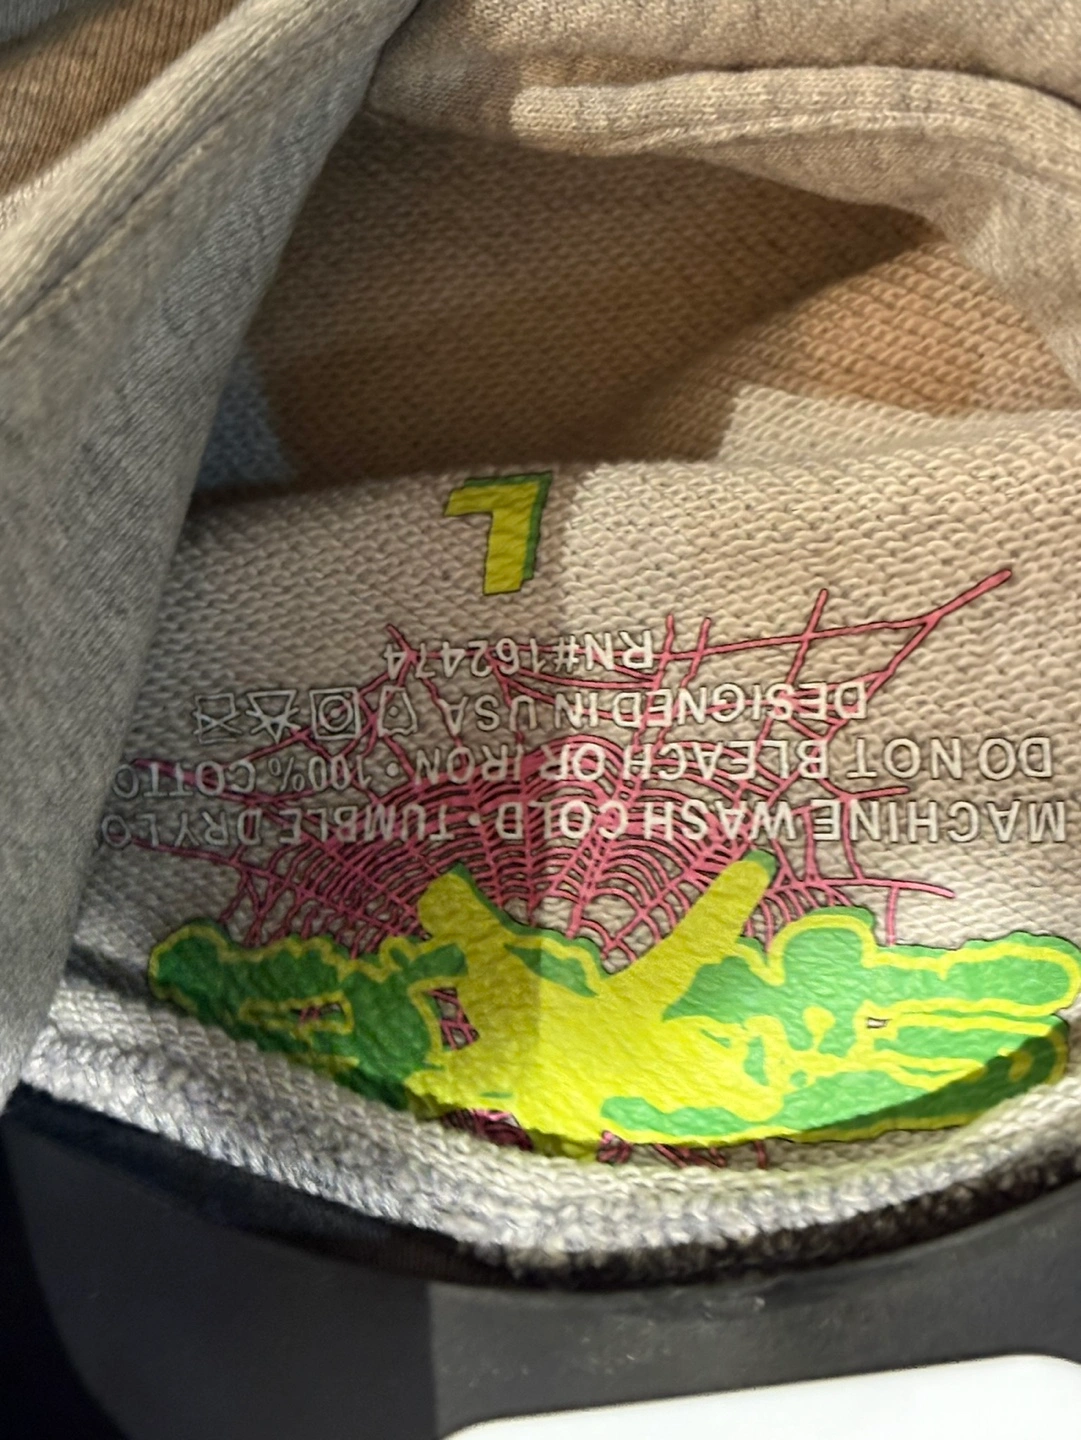 MACHINE WASH COLD • TUMBLE DRY LO
DO NOT BLEACH OR IRON • 100% COTTO
DESIGNED IN USA
RN#162474
L